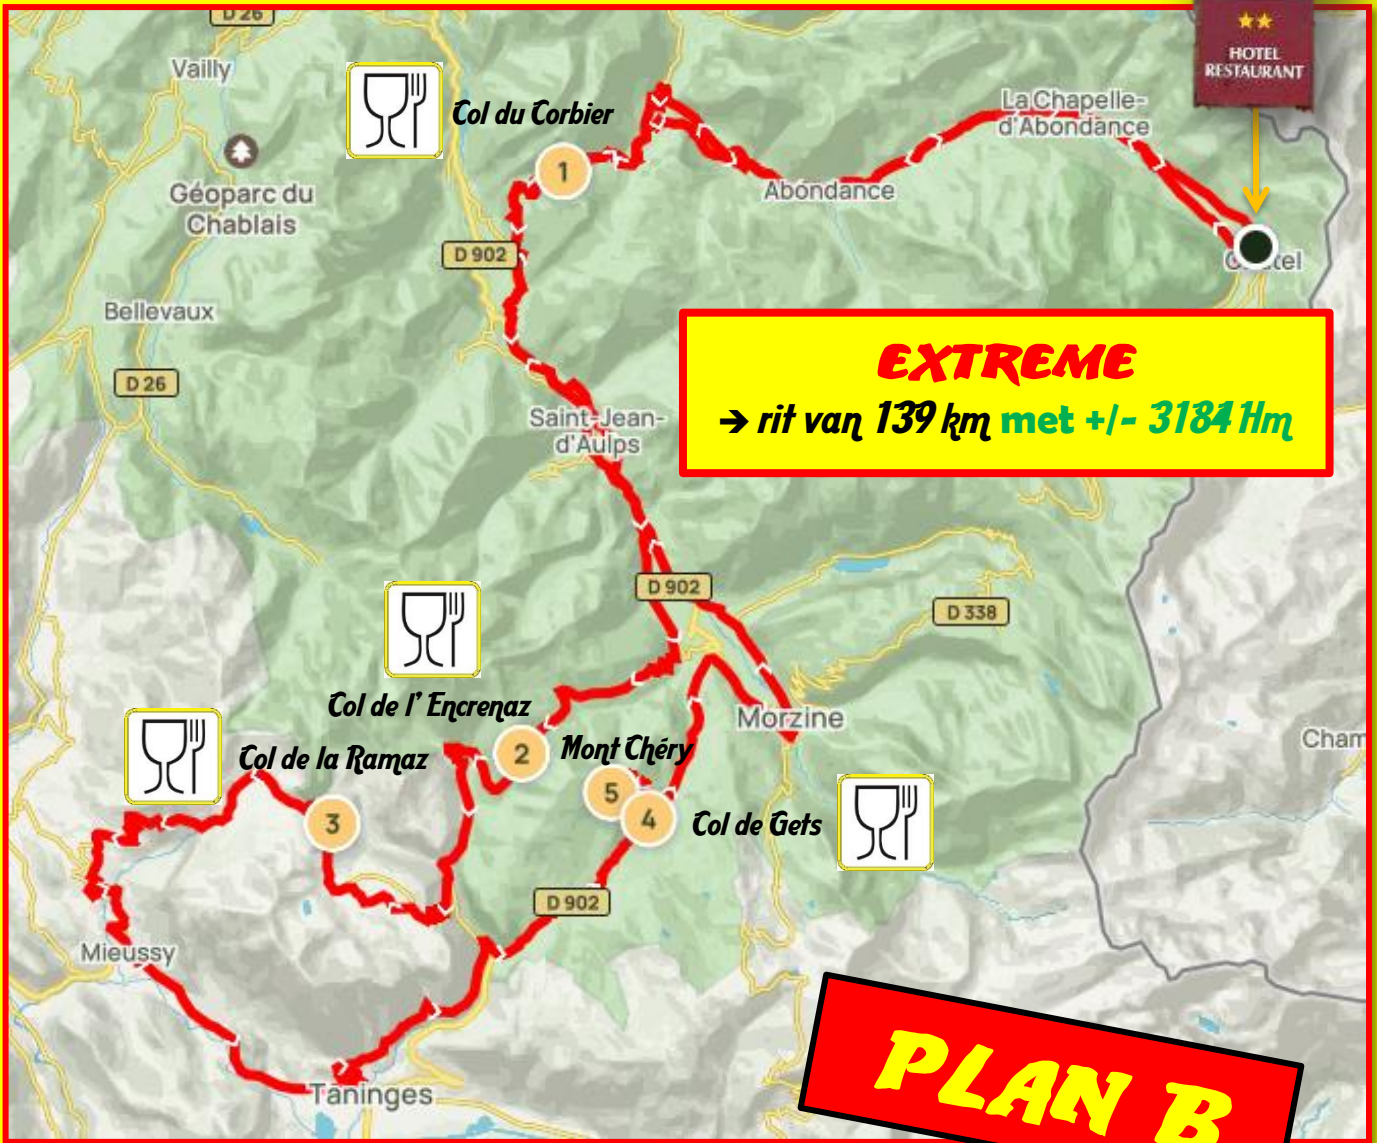 D 26
★★
HOTEL
RESTAURANT
Vailly
Col du Corbier
La Chapelle-
d'Abondance
1
Géoparc du
Chablais
Abondance
D 902
Bellevaux
EXTREME
→ rit van 139 km met +/- 3184 Hm
D 26
Saint-Jean-
d'Aulps
D 902
D 338
Col de l' Encrenaz
Morzine
2
Mont Chéry
Cham
Col de la Ramaz
5
3
4
Col de Gets
D 902
Mieussy
PLAN B
Taninges